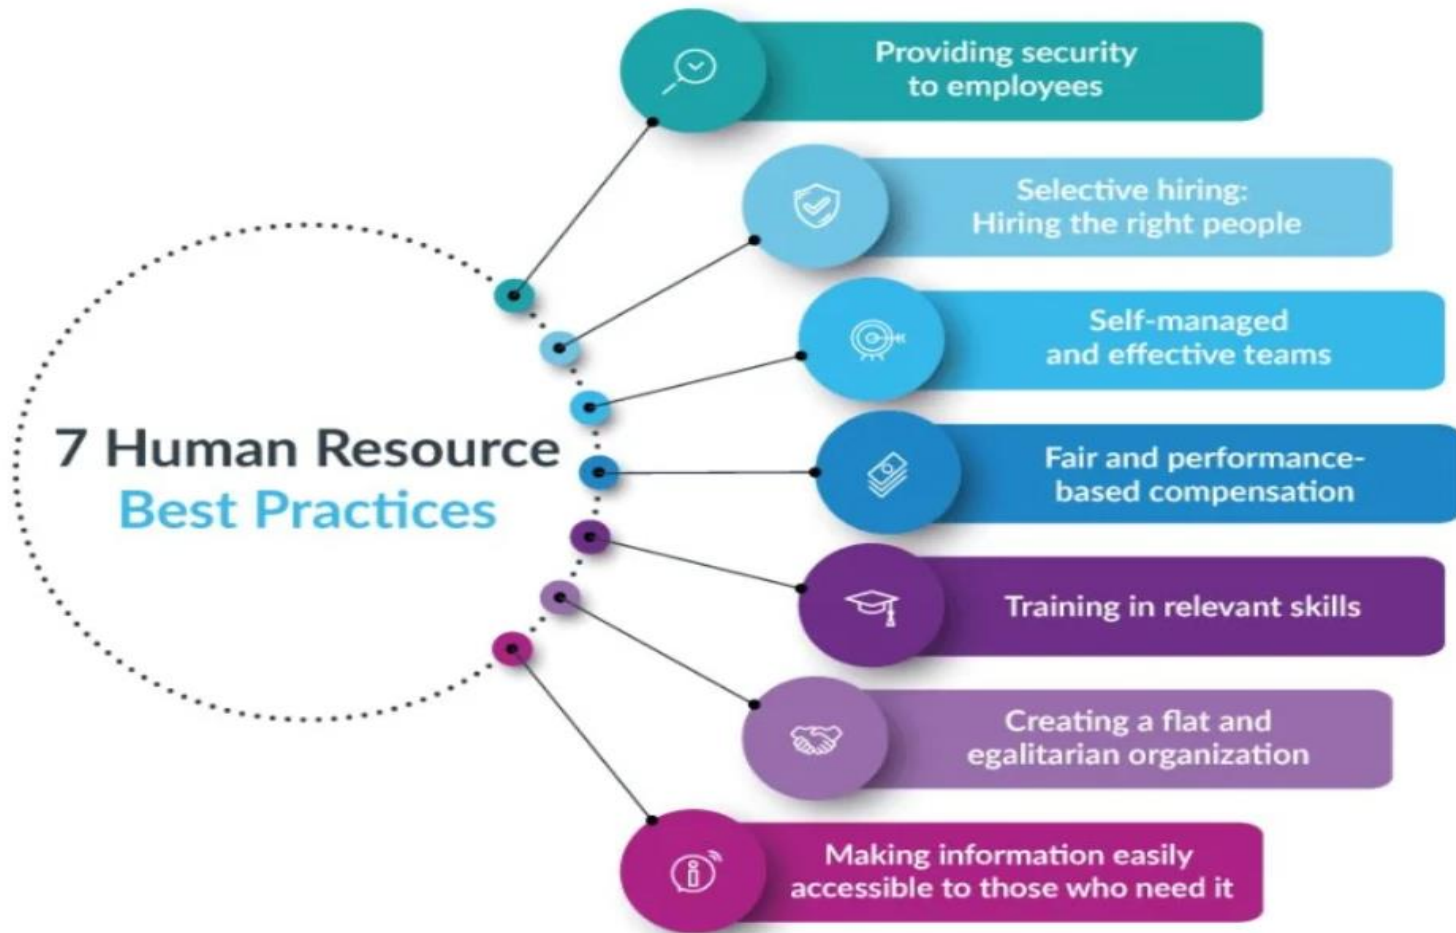 7 Human Resource
Best Practices
Providing security
to employees
Selective hiring:
Hiring the right people
Self-managed
and effective teams
Fair and performance-
based compensation
Training in relevant skills
Creating a flat and
egalitarian organization
Making information easily
accessible to those who need it